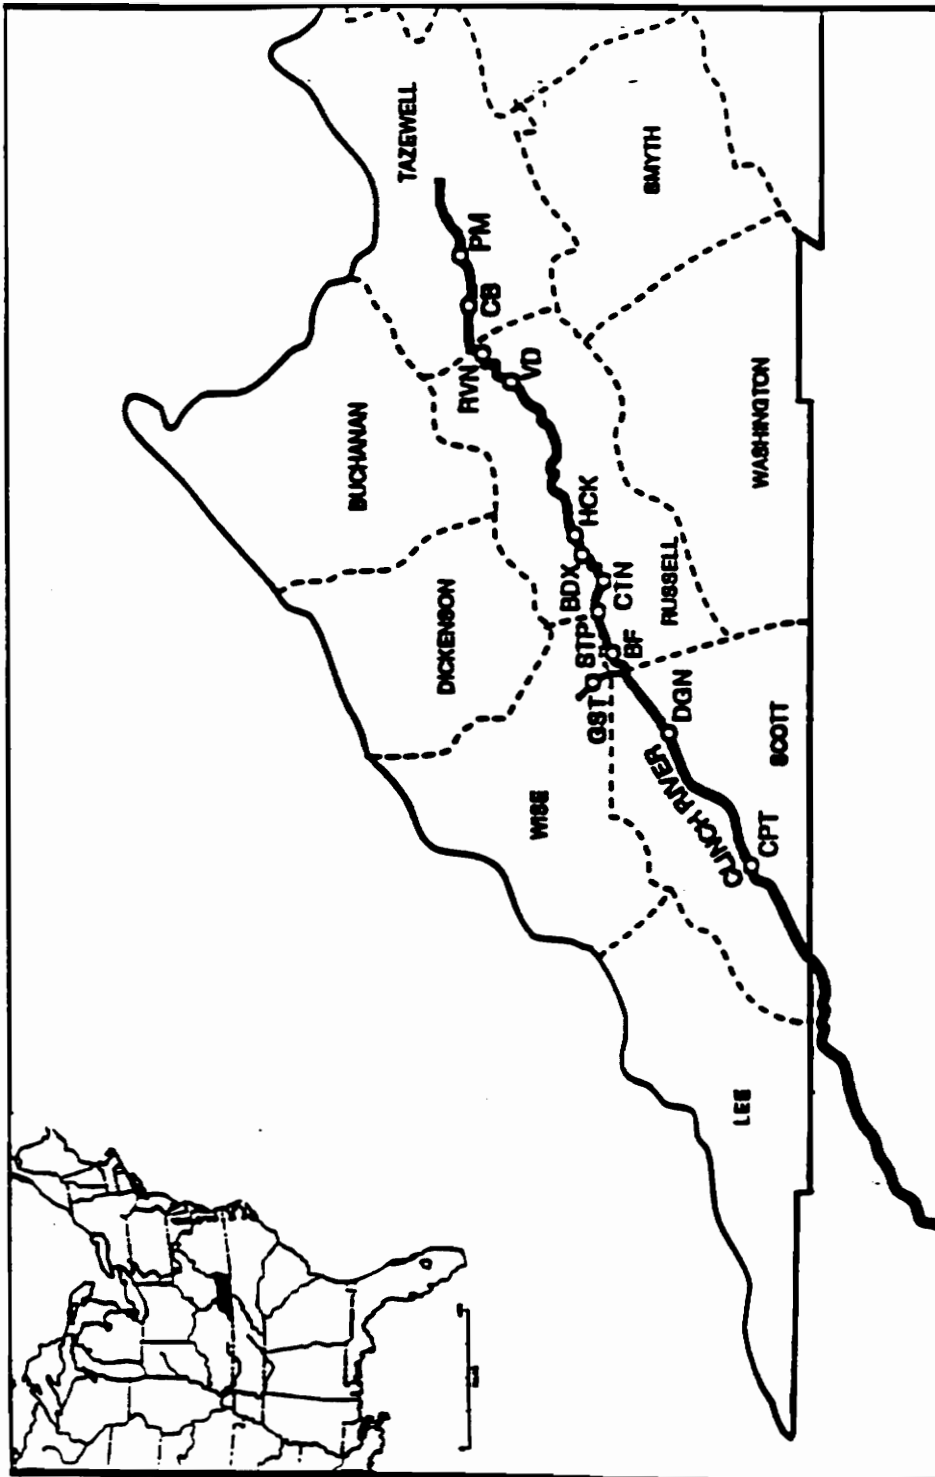 TAZEWELL
SMYTH
PM
CB
RVN
VD
BUCHANAN
WASHINGTON
HCK
BDX
CTN
RUSSELL
DICKENSON
STP
BF
GST
DGN
SCOTT
WISE
CLINCH RIVER
CPT
LEE